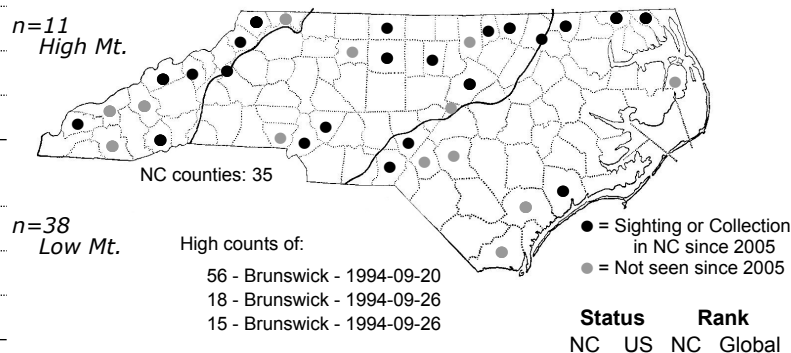 n=11
High Mt.
NC counties: 35
n=38
Low Mt.
High counts of:
56 - Brunswick - 1994-09-20
18 - Brunswick - 1994-09-26
15 - Brunswick - 1994-09-26
= Sighting or Collection
in NC since 2005
= Not seen since 2005
Status Rank
NC US NC Global